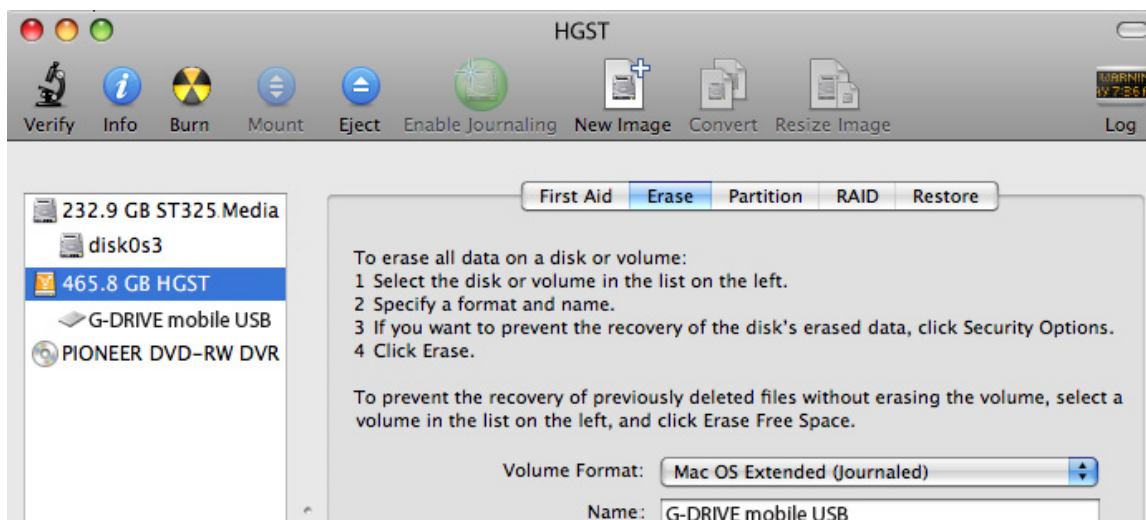 HGST
Verify Info Burn Mount Eject Enable Journaling New Image Convert Resize Image Log
First Aid Erase Partition RAID Restore
232.9 GB ST325 Media
disk0s3
465.8 GB HGST
G-DRIVE mobile USB
PIONEER DVD-RW DVR
To erase all data on a disk or volume:
1 Select the disk or volume in the list on the left.
2 Specify a format and name.
3 If you want to prevent the recovery of the disk's erased data, click Security Options.
4 Click Erase.
To prevent the recovery of previously deleted files without erasing the volume, select a
volume in the list on the left, and click Erase Free Space.
Volume Format: Mac OS Extended (Journaled)
Name: G-DRIVE mobile USB